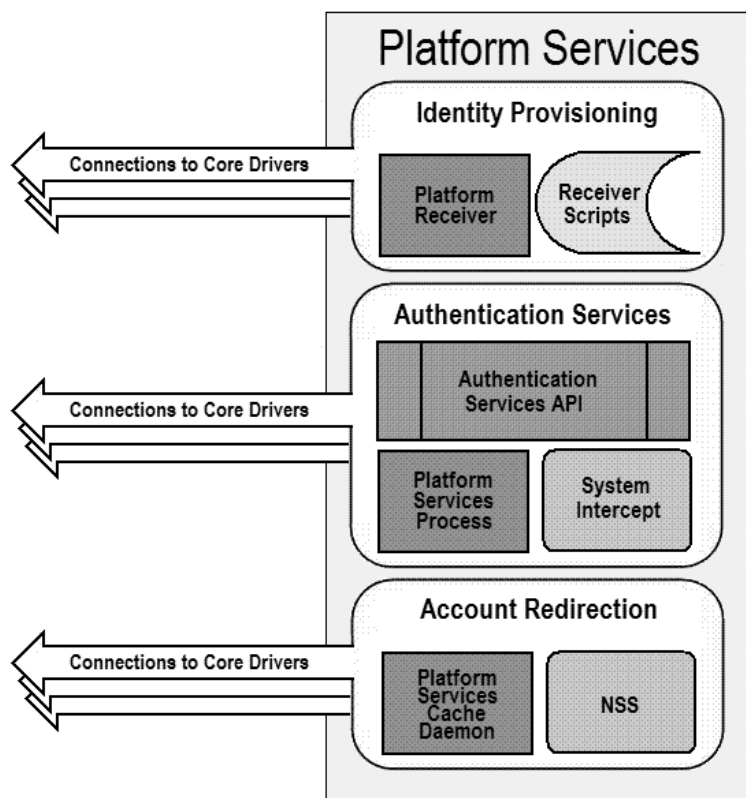 Platform Services
Identity Provisioning
Connections to Core Drivers
Platform
Receiver
Receiver
Scripts
Authentication Services
Authentication
Services API
Connections to Core Drivers
Platform
Services
Process
System
Intercept
Account Redirection
Connections to Core Drivers
Platform
Services
Cache
Daemon
NSS